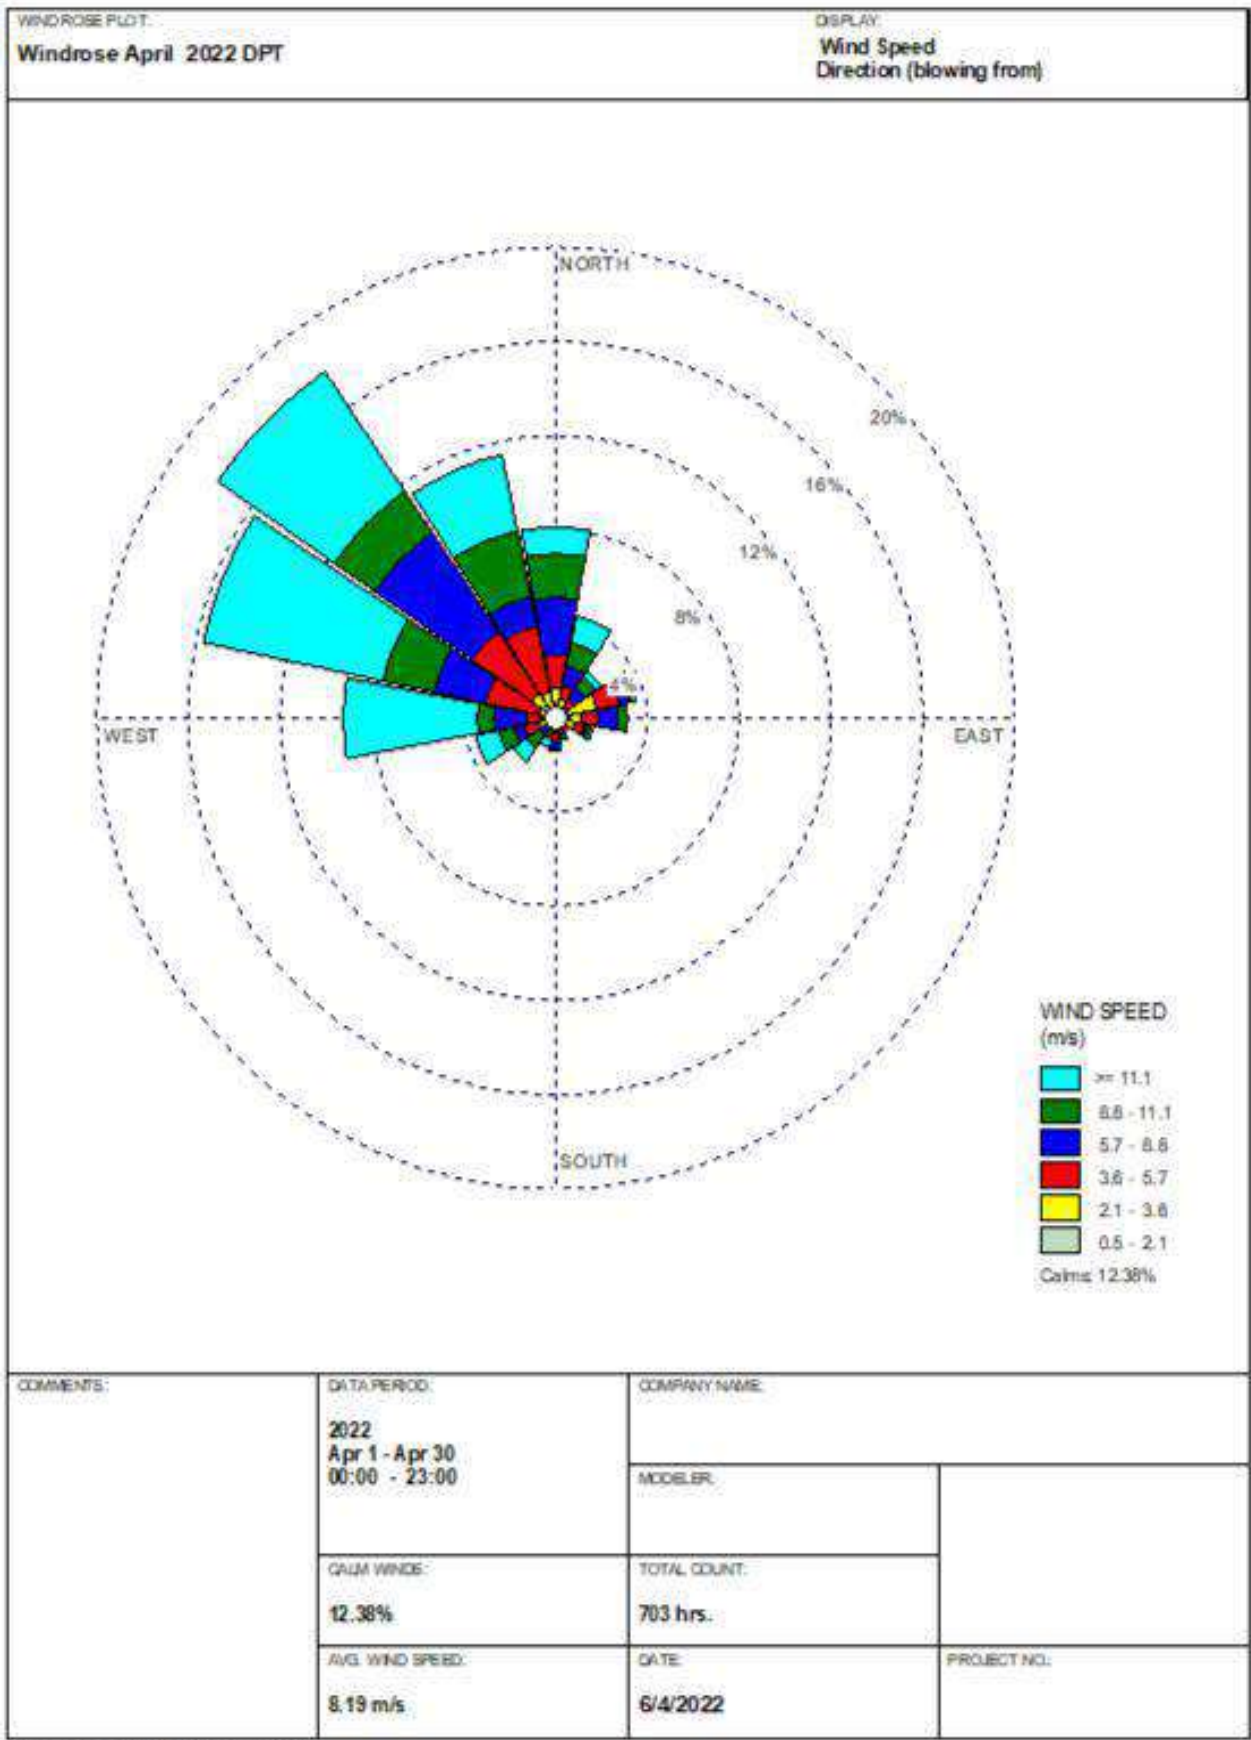 WINDROSE PLOT:
Windrose April 2022 DPT
DISPLAY:
Wind Speed
Direction (blowing from)
NORTH
20%
16%
12%
8%
4%
WEST
EAST
SOUTH
WIND SPEED
(m/s)
>= 11.1
8.8 - 11.1
5.7 - 8.8
3.6 - 5.7
2.1 - 3.6
0.5 - 2.1
Calms: 12.38%
COMMENTS:
DATA PERIOD:
2022
Apr 1 - Apr 30
00:00 - 23:00
COMPANY NAME:
MODELER:
CALM WINDS:
12.38%
TOTAL COUNT:
703 hrs.
AVG. WIND SPEED:
8.19 m/s
DATE:
6/4/2022
PROJECT NO.: